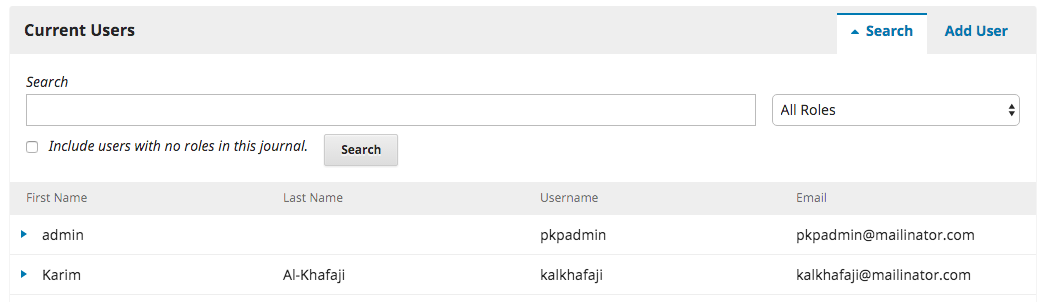 Current Users Search Add User
Search
All Roles
Include users with no roles in this journal. Search
First Name Last Name Username Email
admin pkpadmin pkpadmin@mailinator.com
Karim Al-Khafaji kalkhafaji kalkhafaji@mailinator.com